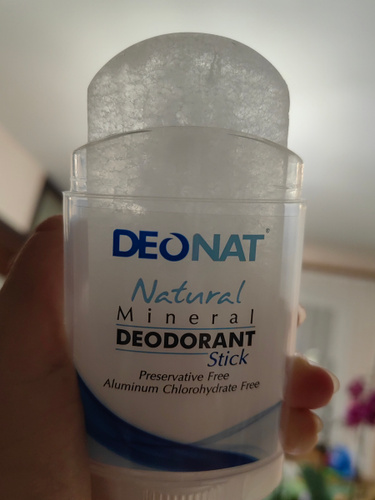 DEONAT®
Natural
Mineral
DEODORANT
Stick
Preservative Free
Aluminum Chlorohydrate Free